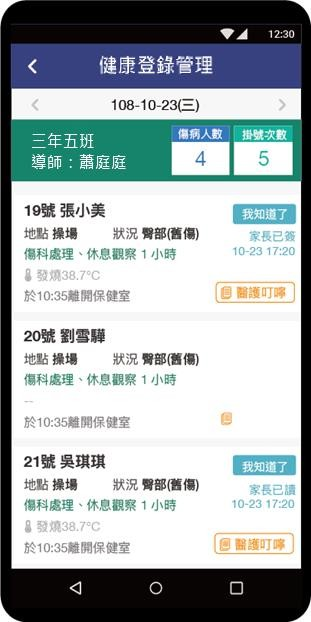 12:30
健康登錄管理
108-10-23(三)
三年五班
導師：蕭庭庭
傷病人數
4
掛號次數
5
19號 張小美
我知道了
地點 操場 狀況 臀部(舊傷)
家長已簽
傷科處理、休息觀察 1 小時
10-23 17:20
發燒38.7°C
醫護叮嚀
於10:35離開保健室
20號 劉雪驊
地點 操場 狀況 臀部(舊傷)
傷科處理、休息觀察 1 小時
--
於10:35離開保健室
21號 吳琪琪
我知道了
地點 操場 狀況 臀部(舊傷)
家長已讀
傷科處理、休息觀察 1 小時
10-23 17:20
發燒38.7°C
醫護叮嚀
於10:35離開保健室